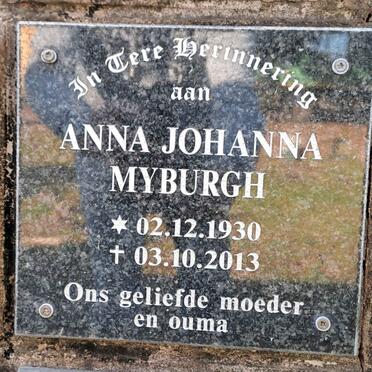 In Tere Herinnering
aan
ANNA JOHANNA
MYBURGH
✶ 02.12.1930
✝ 03.10.2013
Ons geliefde moeder
en ouma